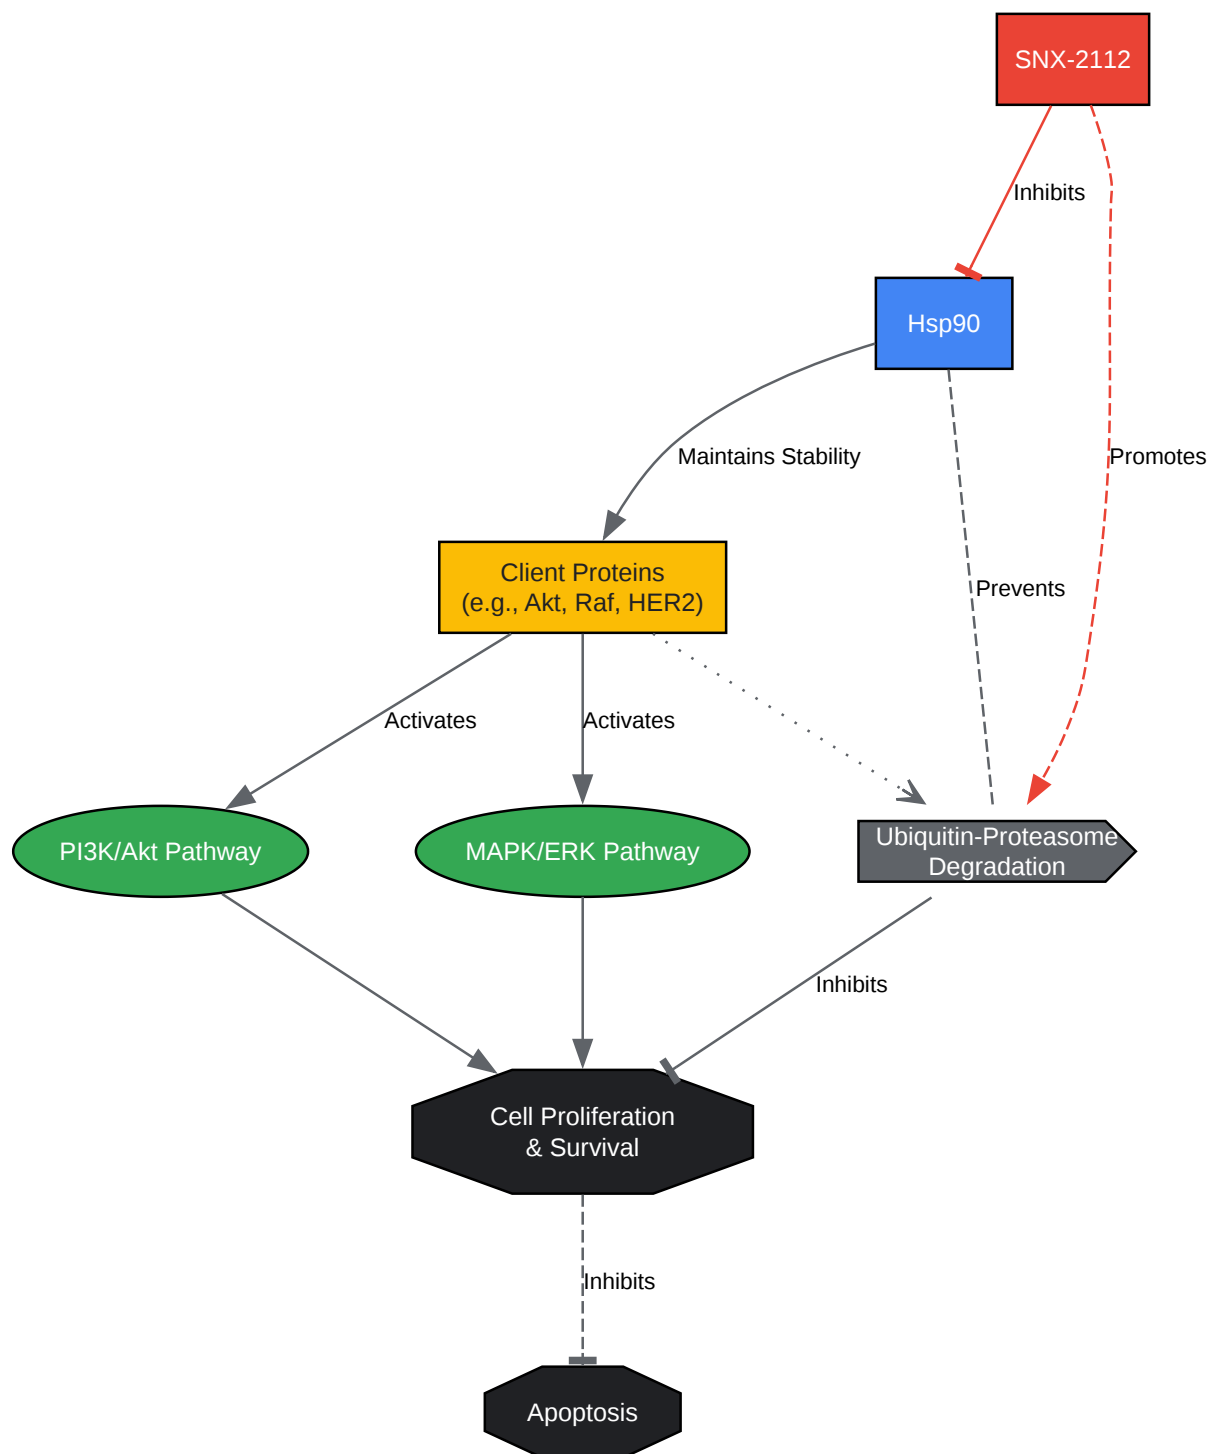 SNX-2112
Inhibits
Hsp90
Maintains Stability
Promotes
Client Proteins
(e.g., Akt, Raf, HER2)
Prevents
Activates
Activates
PI3K/Akt Pathway
MAPK/ERK Pathway
Ubiquitin-Proteasome
Degradation
Inhibits
Cell Proliferation
& Survival
Inhibits
Apoptosis